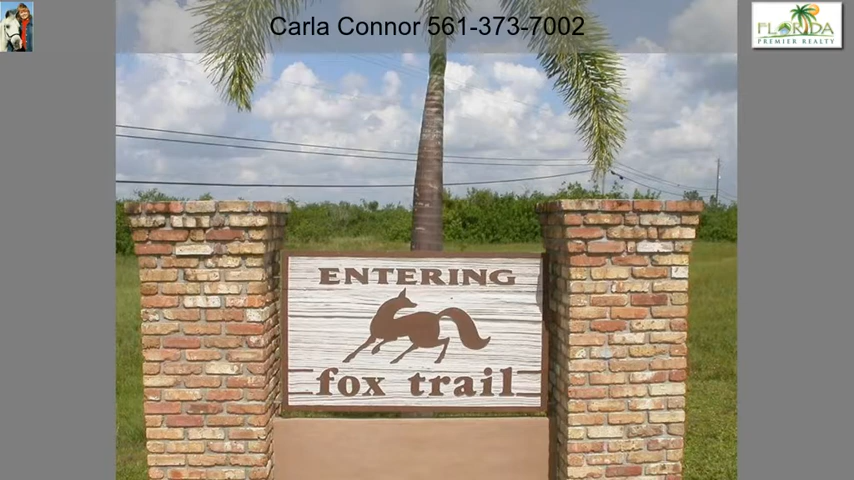 Carla Connor 561-373-7002
FLORIDA
PREMIER REALTY
ENTERING
fox trail